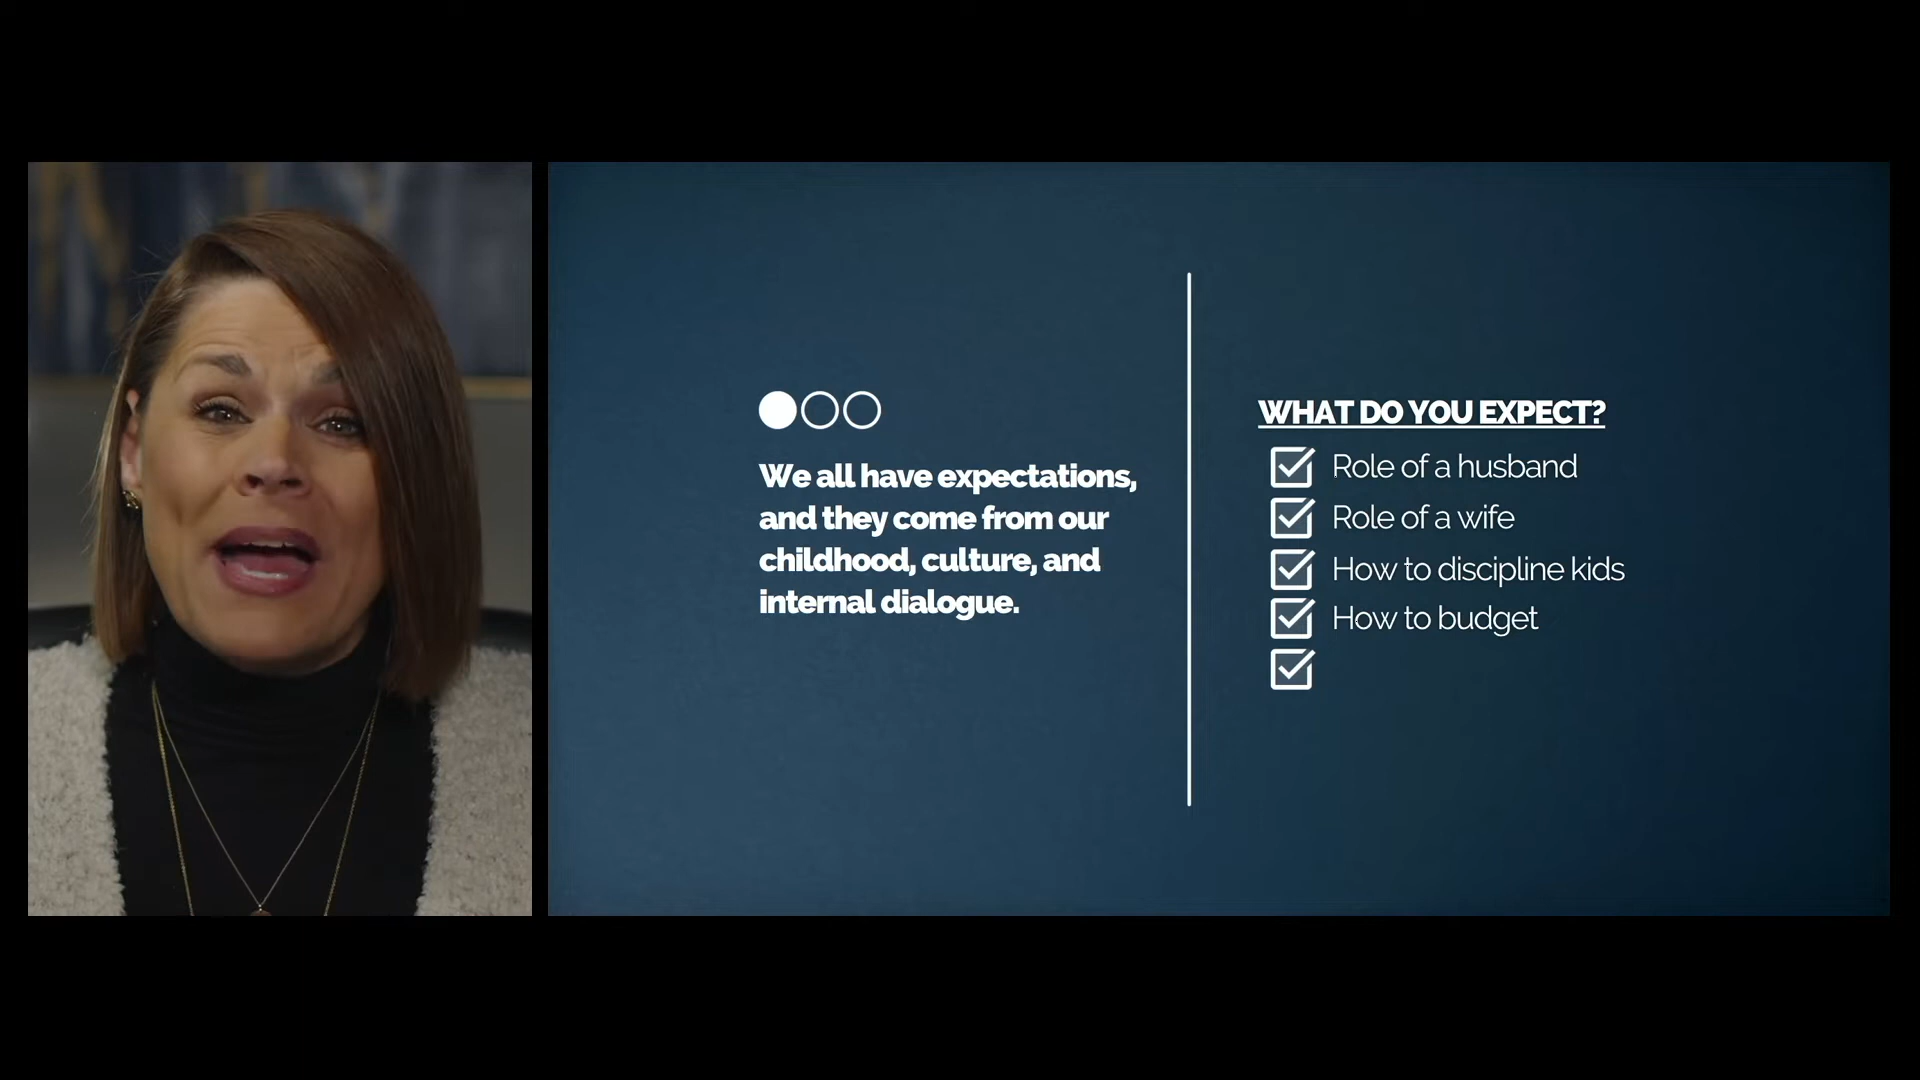 We all have expectations,
and they come from our
childhood, culture, and
internal dialogue.
WHAT DO YOU EXPECT?
Role of a husband
Role of a wife
How to discipline kids
How to budget